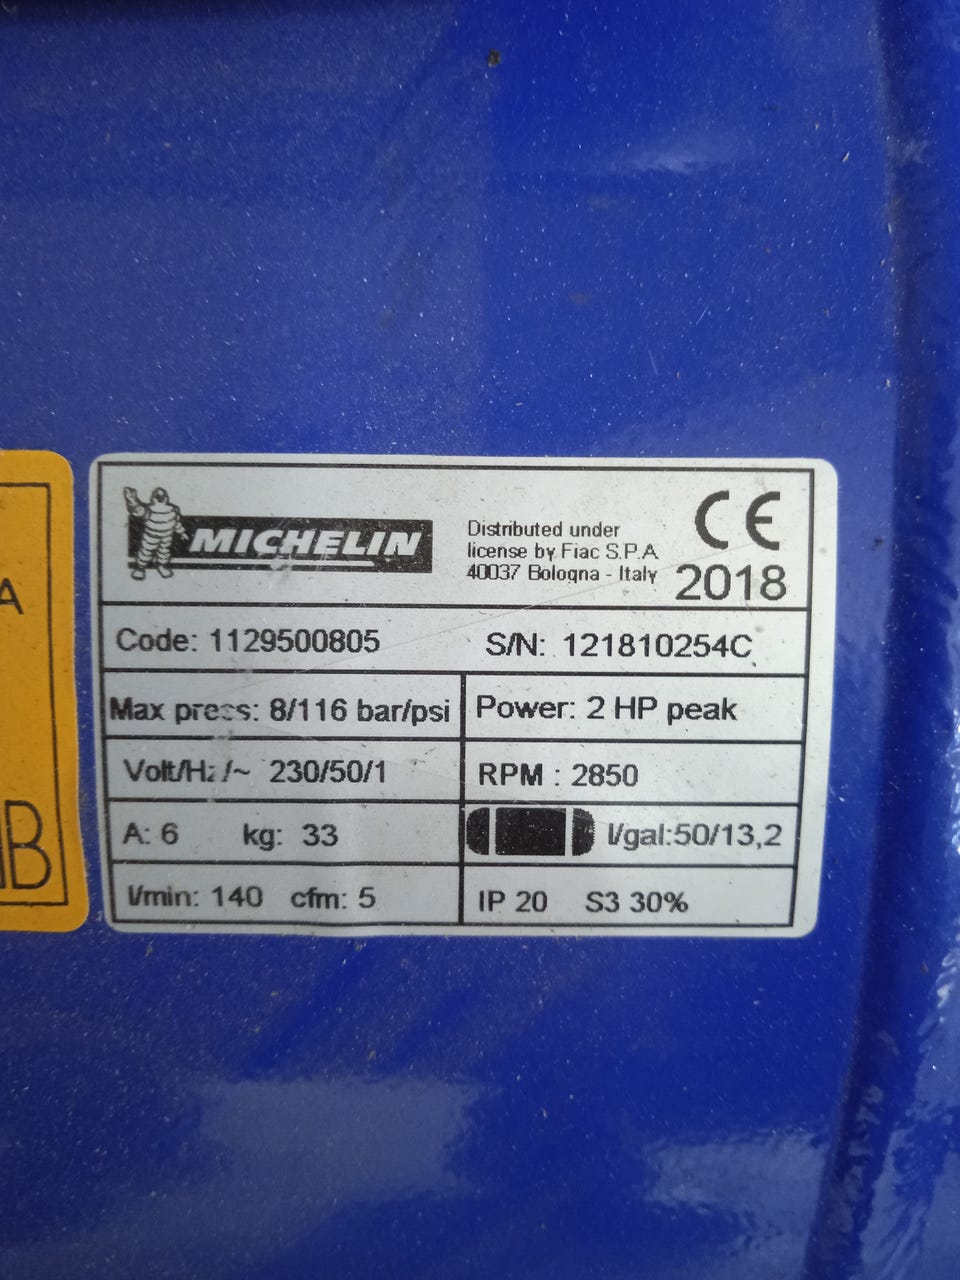 MICHELIN
Distributed under
license by Fiac S.P.A
40037 Bologna - Italy
CE
2018
Code: 1129500805 S/N: 121810254C
Max press: 8/116 bar/psi Power: 2 HP peak
Volt/Hz/~ 230/50/1 RPM : 2850
A: 6 kg: 33 l/gal:50/13,2
l/min: 140 cfm: 5 IP 20 S3 30%
A
B